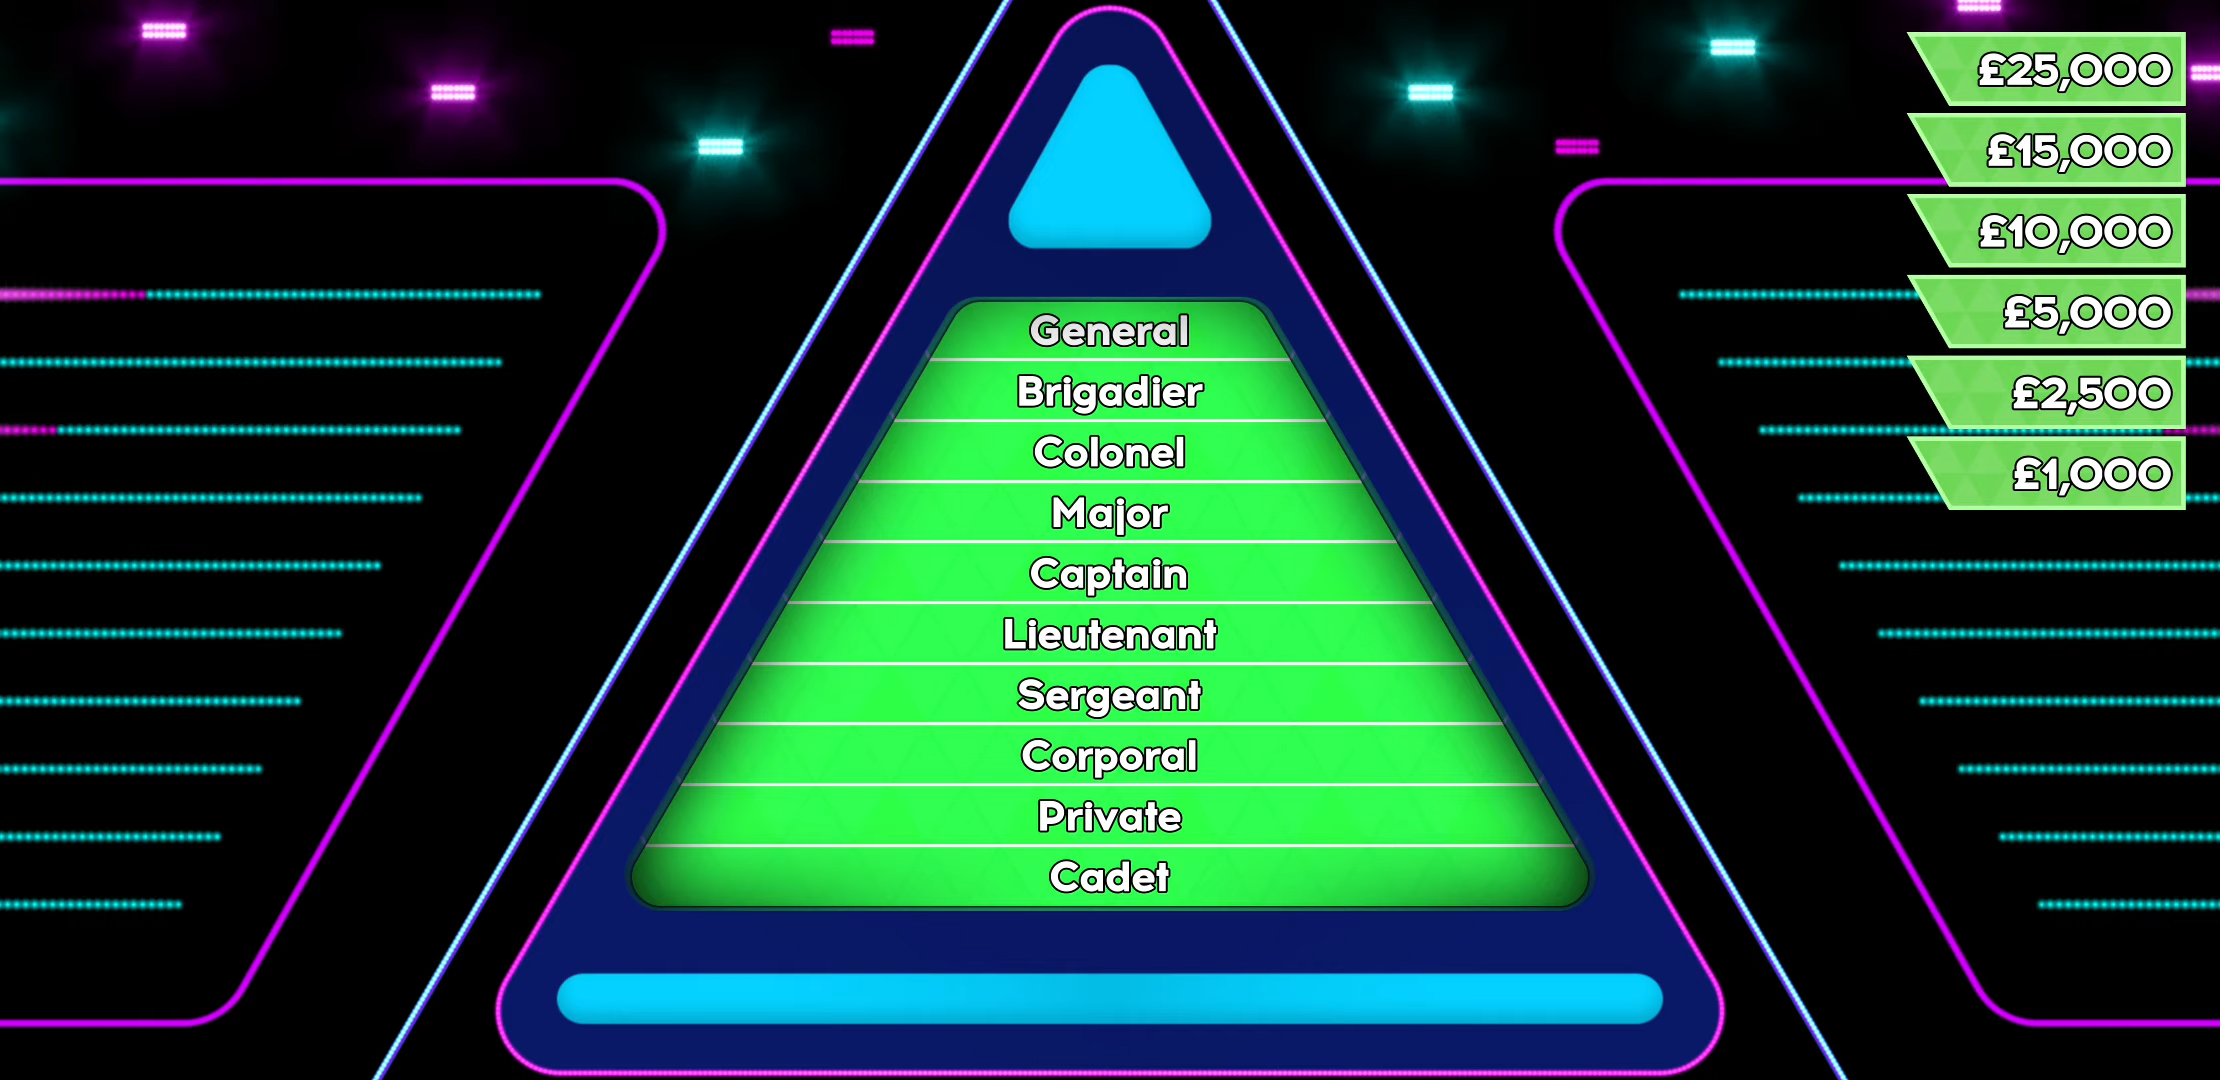 General
Brigadier
Colonel
Major
Captain
Lieutenant
Sergeant
Corporal
Private
Cadet
£25,000
£15,000
£10,000
£5,000
£2,500
£1,000